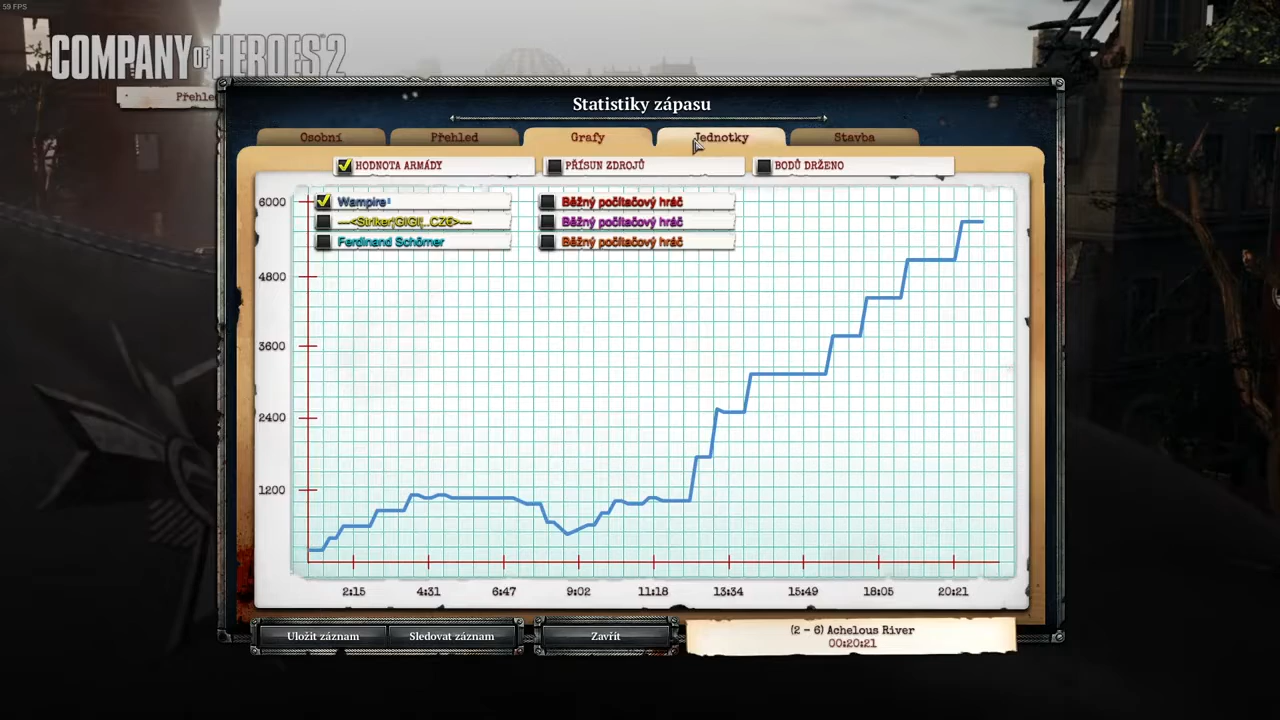 59 FPS
COMPANY OF HEROES 2
Přehle
Statistiky zápasu
Osobní Přehled Grafy Jednotky Stavba
HODNOTA ARMÁDY PŘÍSUN ZDROJŮ BODŮ DRŽENO
Wampire Běžný počítačový hráč
Běžný počítačový hráč
Ferdinand Schörner Běžný počítačový hráč
6000
4800
3600
2400
1200
2:15 4:31 6:47 9:02 11:18 13:34 15:49 18:05 20:21
Uložit záznam Sledovat záznam Zavřít
(2 - 6) Achelous River
00:20:21